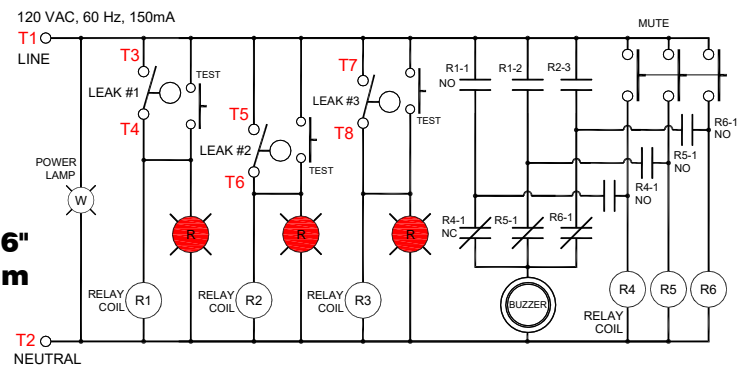 120 VAC, 60 Hz, 150mA
T1
LINE
T3
T4
LEAK #1
TEST
T5
T6
LEAK #2
TEST
T7
T8
LEAK #3
TEST
R1-1
NO
R1-2
R2-3
MUTE
R6-1
NO
R5-1
NO
R4-1
NO
POWER
LAMP
W
R
R
R
R4-1
NC
R5-1
R6-1
6"
m
RELAY
COIL
R1
RELAY
COIL
R2
RELAY
COIL
R3
BUZZER
R4
R5
R6
RELAY
COIL
T2
NEUTRAL